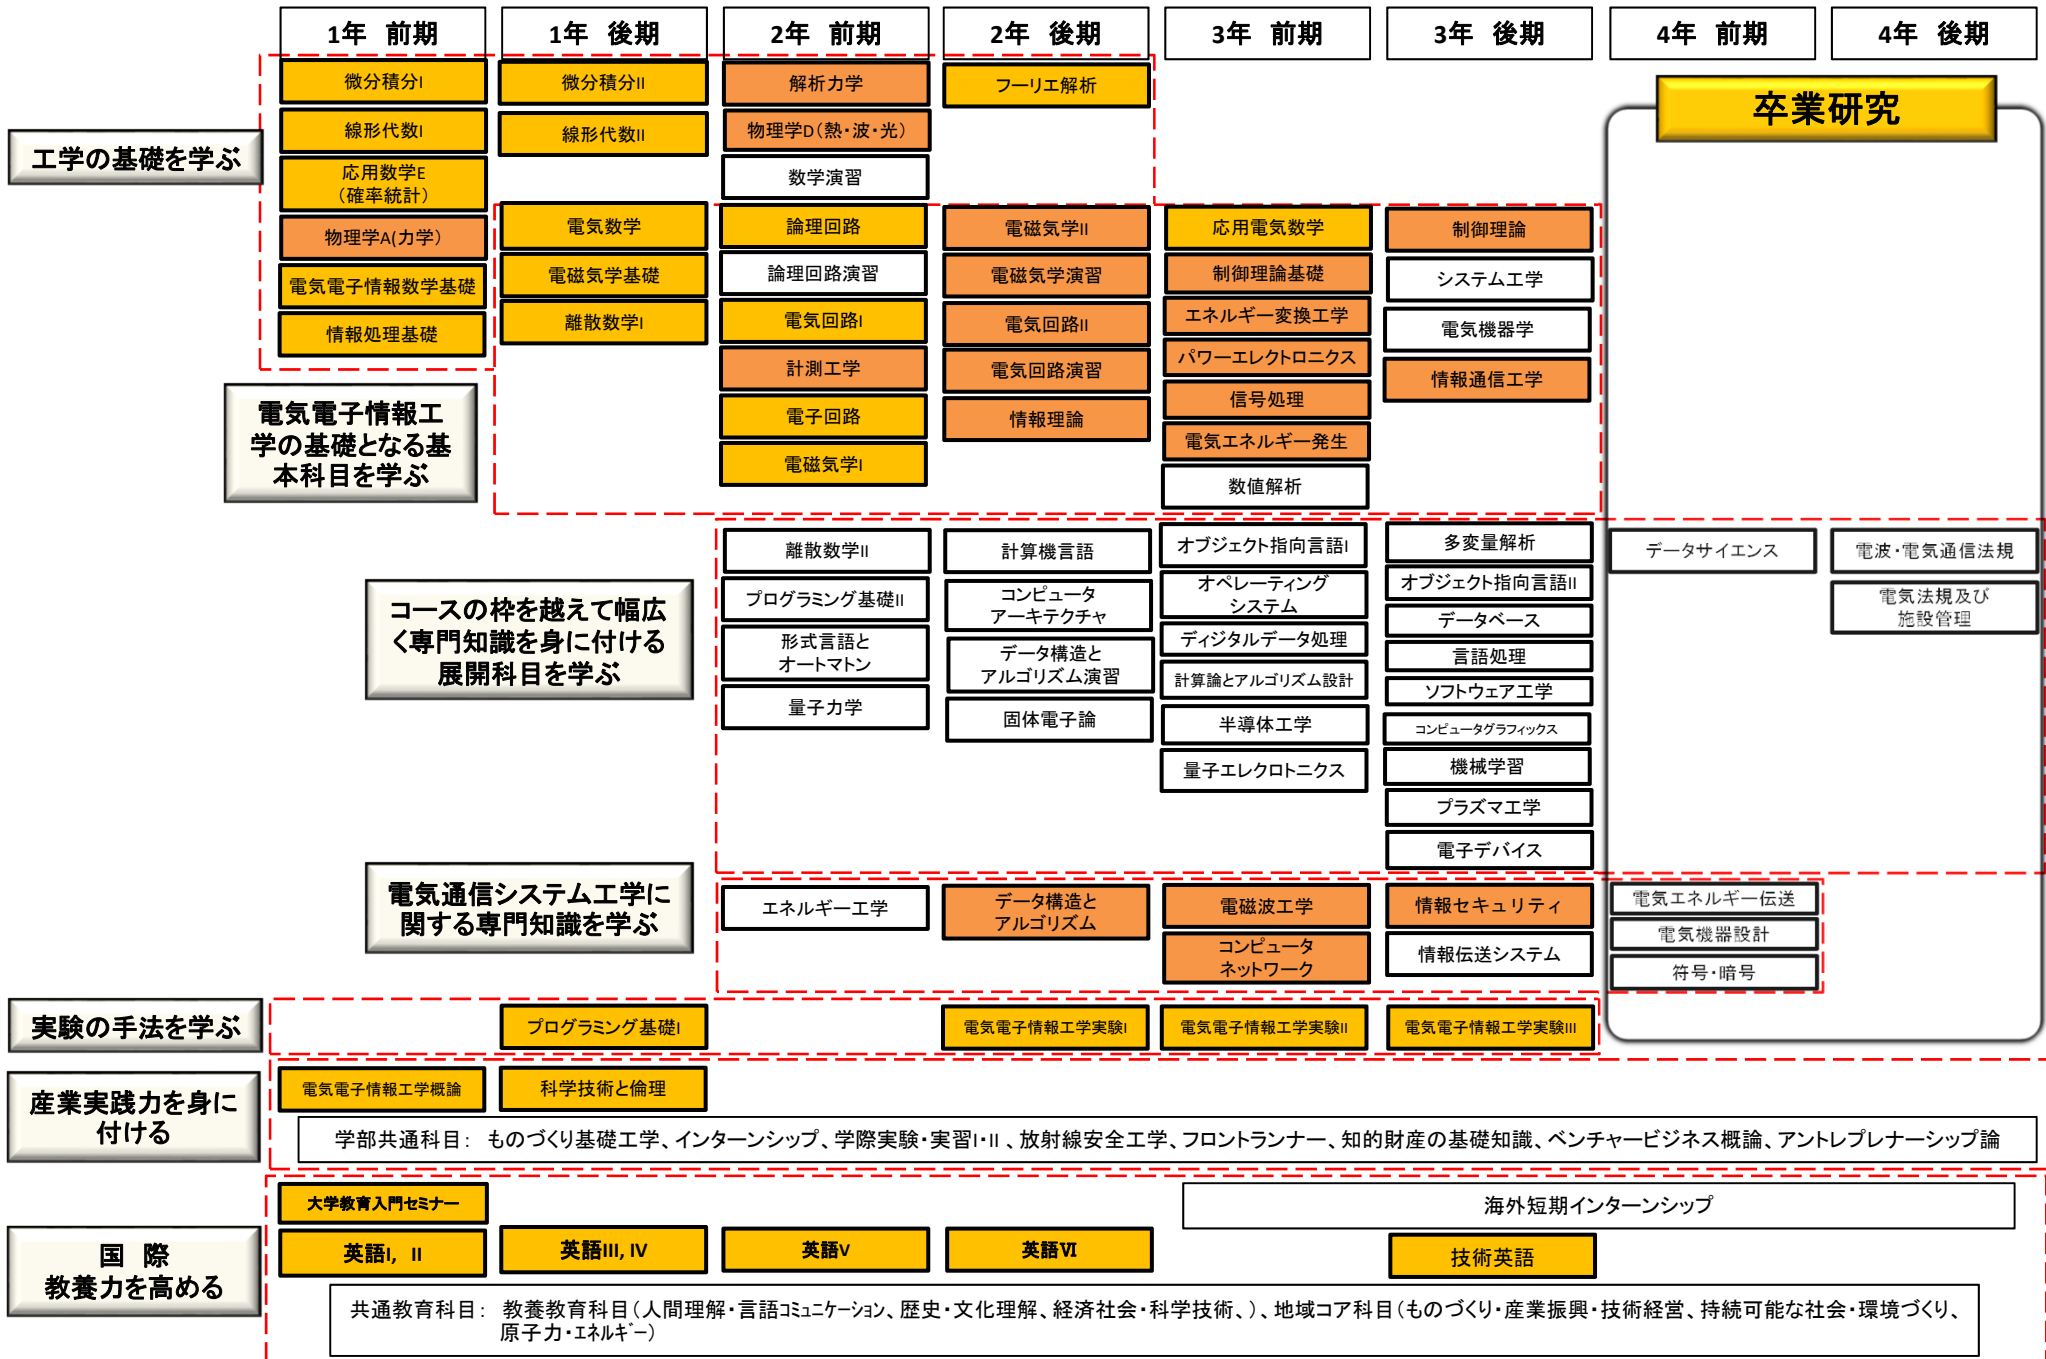 1年 前期
1年 後期
2年 前期
2年 後期
3年 前期
3年 後期
4年 前期
4年 後期
工学の基礎を学ぶ
微分積分I
線形代数I
応用数学E
（確率統計）
物理学A(力学)
電気電子情報数学基礎
情報処理基礎
微分積分II
線形代数II
解析力学
物理学D(熱・波・光)
数学演習
フーリエ解析
卒業研究
電気電子情報工
学の基礎となる基
本科目を学ぶ
電気数学
電磁気学基礎
離散数学I
論理回路
論理回路演習
電気回路I
計測工学
電子回路
電磁気学I
電磁気学II
電磁気学演習
電気回路II
電気回路演習
情報理論
応用電気数学
制御理論基礎
エネルギー変換工学
パワーエレクトロニクス
信号処理
電気エネルギー発生
数値解析
制御理論
システム工学
電気機器学
情報通信工学
コースの枠を越えて幅広
く専門知識を身に付ける
展開科目を学ぶ
離散数学II
プログラミング基礎II
形式言語と
オートマトン
量子力学
計算機言語
コンピュータ
アーキテクチャ
データ構造と
アルゴリズム演習
固体電子論
オブジェクト指向言語I
オペレーティング
システム
ディジタルデータ処理
計算論とアルゴリズム設計
半導体工学
量子エレクロトニクス
多変量解析
オブジェクト指向言語II
データベース
言語処理
ソフトウェア工学
コンピュータグラフィックス
機械学習
プラズマ工学
電子デバイス
データサイエンス
電波・電気通信法規
電気法規及び
施設管理
電気通信システム工学に
関する専門知識を学ぶ
エネルギー工学
データ構造と
アルゴリズム
電磁波工学
コンピュータ
ネットワーク
情報セキュリティ
情報伝送システム
電気エネルギー伝送
電気機器設計
符号・暗号
実験の手法を学ぶ
プログラミング基礎I
電気電子情報工学実験I
電気電子情報工学実験II
電気電子情報工学実験III
産業実践力を身に
付ける
電気電子情報工学概論
科学技術と倫理
学部共通科目： ものづくり基礎工学、インターンシップ、学際実験・実習I・II 、放射線安全工学、フロントランナー、知的財産の基礎知識、ベンチャービジネス概論、アントレプレナーシップ論
国 際
教養力を高める
大学教育入門セミナー
海外短期インターンシップ
英語I, II
英語III, IV
英語V
英語VI
技術英語
共通教育科目： 教養教育科目（人間理解・言語ｺﾐｭﾆｹｰｼｮﾝ、歴史・文化理解、経済社会・科学技術、）、地域コア科目（ものづくり・産業振興・技術経営、持続可能な社会・環境づくり、
原子力・ｴﾈﾙｷﾞｰ）